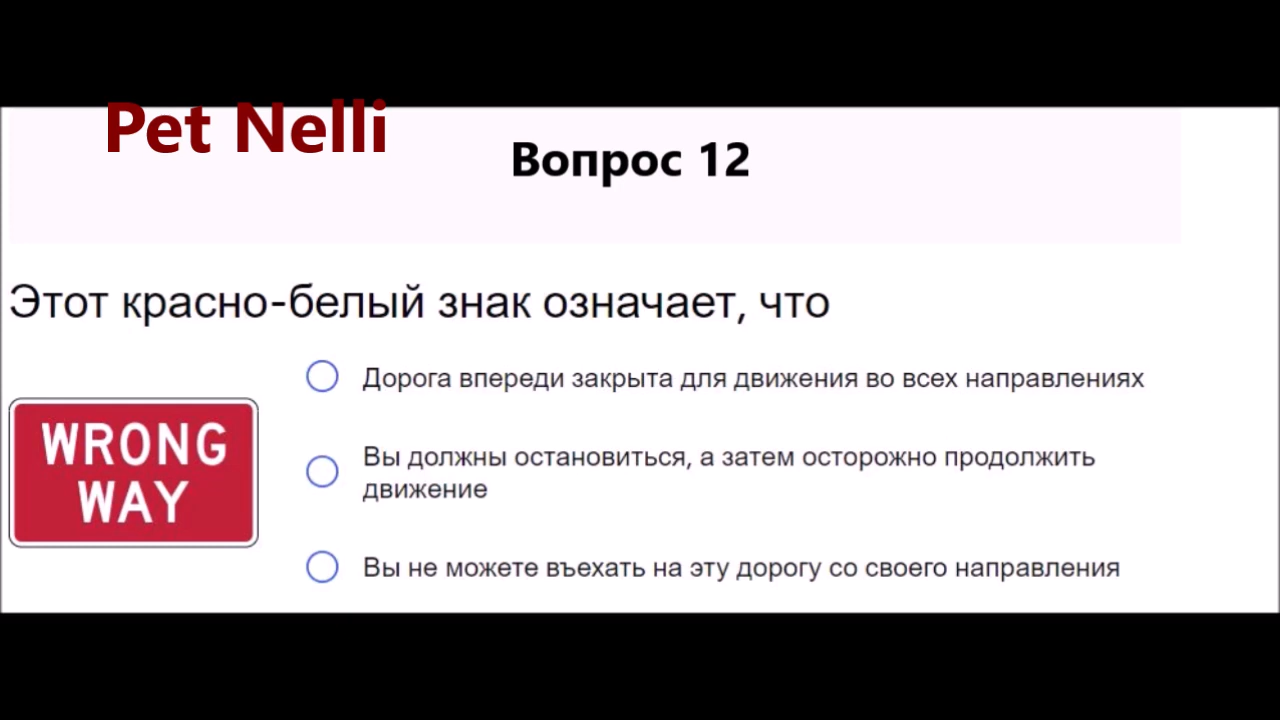 Pet Nelli
Вопрос 12
Этот красно-белый знак означает, что
Дорога впереди закрыта для движения во всех направлениях
WRONG
WAY
Вы должны остановиться, а затем осторожно продолжить
движение
Вы не можете въехать на эту дорогу со своего направления